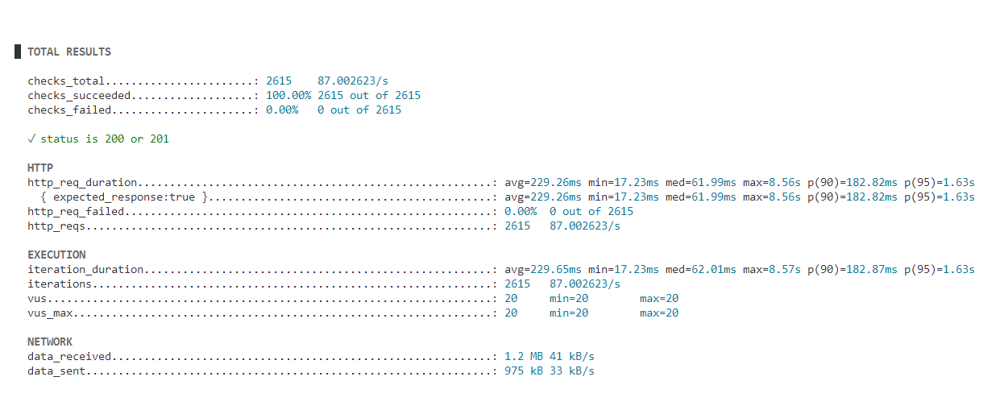 TOTAL RESULTS
checks_total.......................: 2615    87.002623/s
checks_succeeded...................: 100.00% 2615 out of 2615
checks_failed......................: 0.00%   0 out of 2615
✓ status is 200 or 201
HTTP
http_req_duration.......................................................: avg=229.26ms min=17.23ms med=61.99ms max=8.56s p(90)=182.82ms p(95)=1.63s
  { expected_response:true }............................................: avg=229.26ms min=17.23ms med=61.99ms max=8.56s p(90)=182.82ms p(95)=1.63s
http_req_failed.........................................................: 0.00%  0 out of 2615
http_reqs...............................................................: 2615   87.002623/s
EXECUTION
iteration_duration......................................................: avg=229.65ms min=17.23ms med=62.01ms max=8.57s p(90)=182.87ms p(95)=1.63s
iterations..............................................................: 2615   87.002623/s
vus.....................................................................: 20     min=20        max=20
vus_max.................................................................: 20     min=20        max=20
NETWORK
data_received...........................................................: 1.2 MB 41 kB/s
data_sent...............................................................: 975 kB 33 kB/s